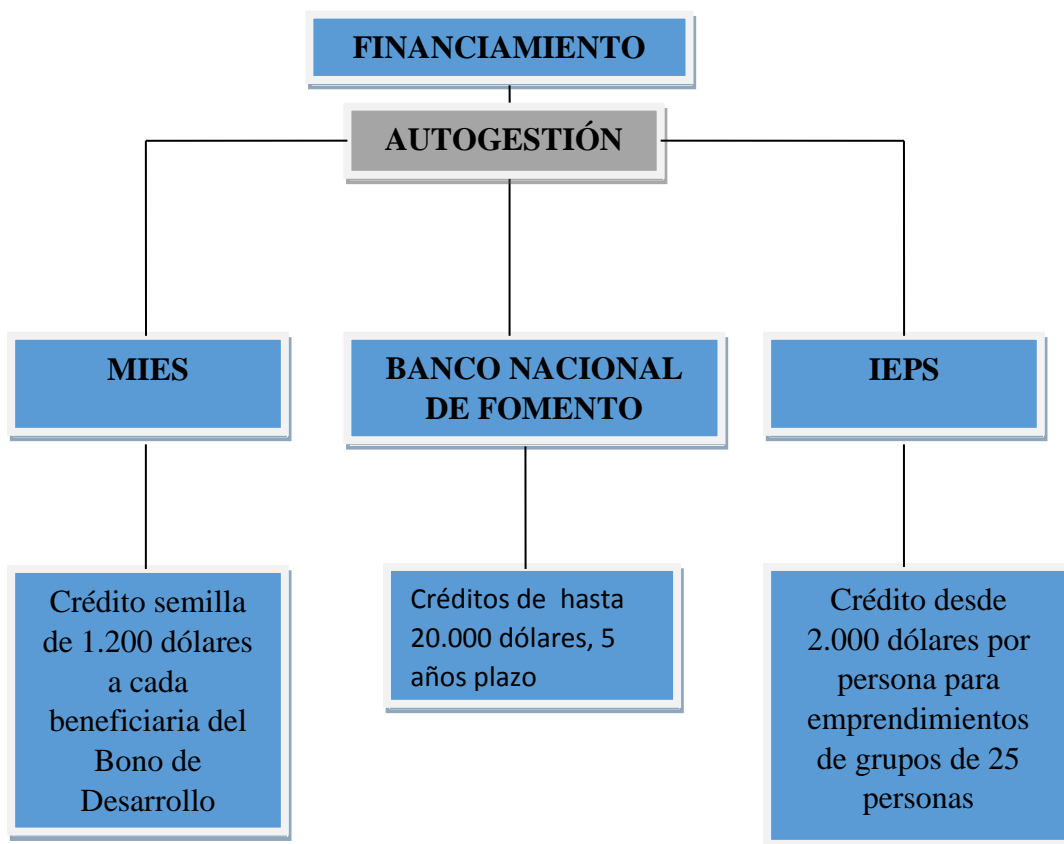 FINANCIAMIENTO
AUTOGESTIÓN
MIES
BANCO NACIONAL
DE FOMENTO
IEPS
Crédito semilla
de 1.200 dólares
a cada
beneficiaria del
Bono de
Desarrollo
Créditos de  hasta
20.000 dólares, 5
años plazo
Crédito desde
2.000 dólares por
persona para
emprendimientos
de grupos de 25
personas